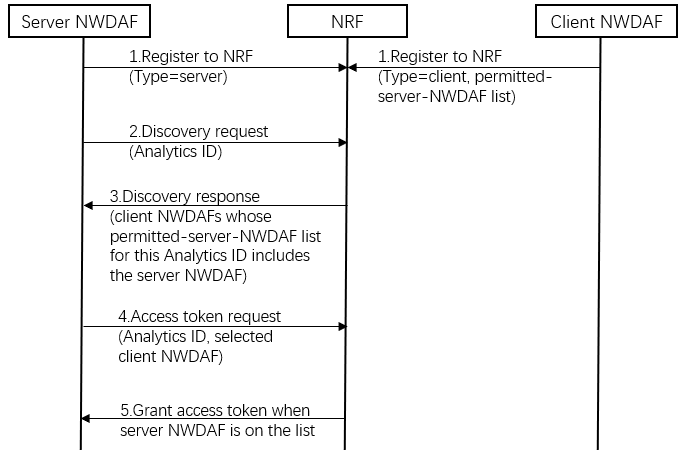 Server NWDAF
NRF
Client NWDAF
1.Register to NRF
(Type=server)
1.Register to NRF
(Type=client, permitted-
server-NWDAF list)
2.Discovery request
(Analytics ID)
3.Discovery response
(client NWDAFs whose
permitted-server-NWDAF list
for this Analytics ID includes
the server NWDAF)
4.Access token request
(Analytics ID, selected
client NWDAF)
5.Grant access token when
server NWDAF is on the list